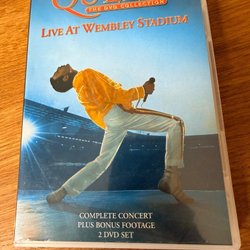 THE DVD COLLECTION
LIVE AT WEMBLEY STADIUM
COMPLETE CONCERT
PLUS BONUS FOOTAGE
2 DVD SET